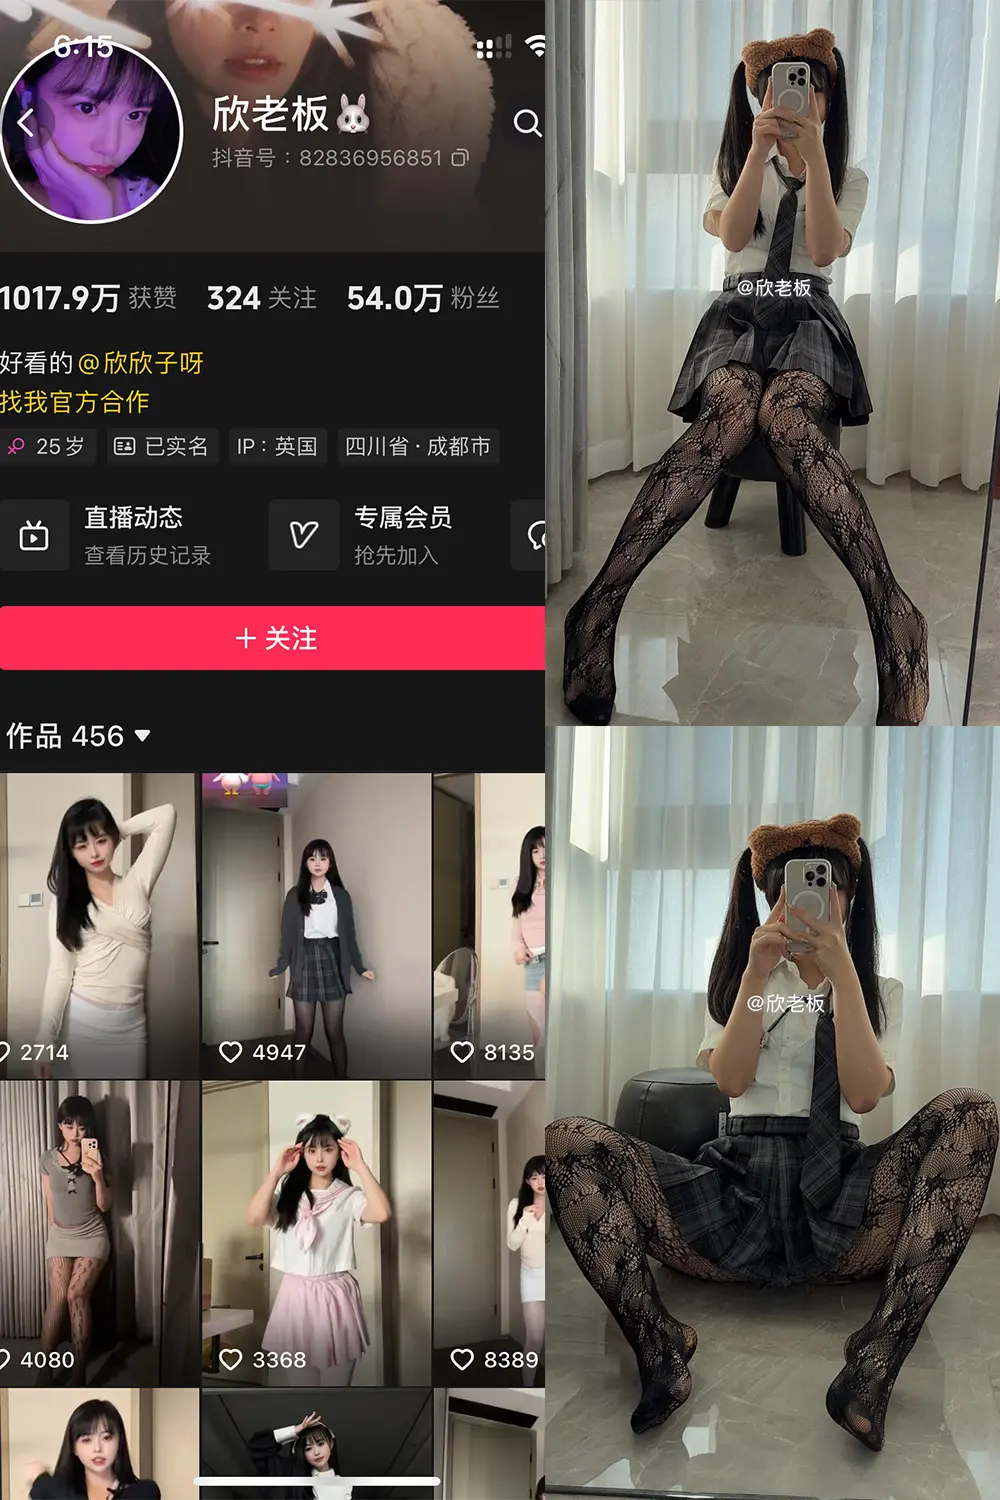 6:15
欣老板🐰
抖音号：82836956851
1017.9万 获赞 324 关注 54.0万 粉丝
好看的 @欣欣子呀
找我官方合作
25岁 已实名 IP：英国 四川省·成都市
直播动态
查看历史记录
专属会员
抢先加入
+ 关注
作品 456
2714
4947
8135
4080
3368
8389
@欣老板
@欣老板